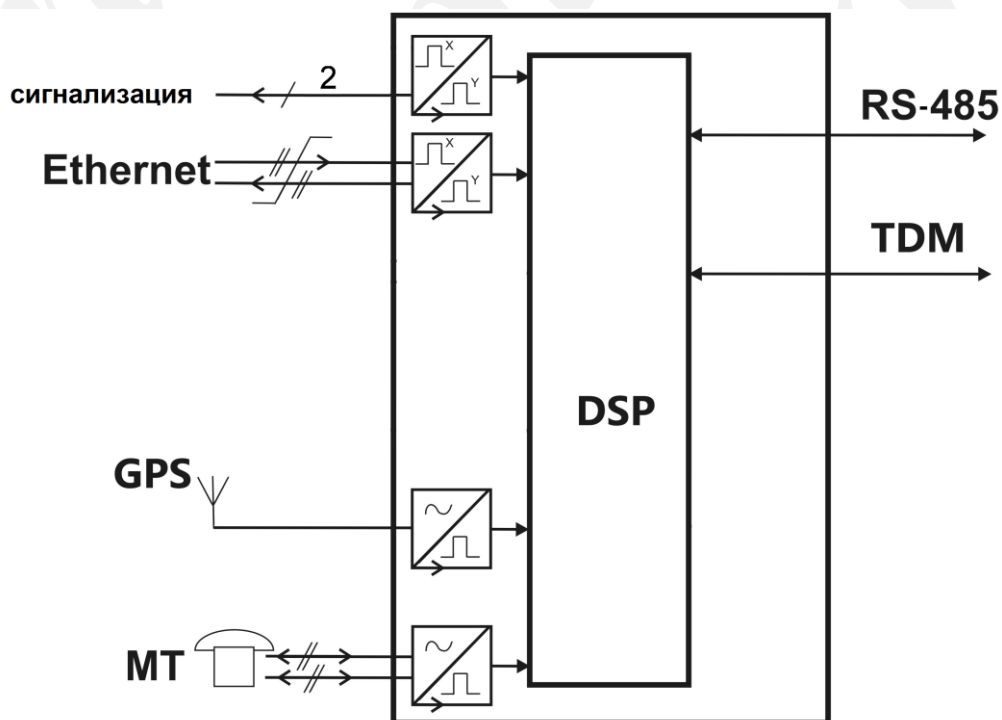 X
2
Y
сигнализация
RS-485
X
Ethernet
Y
TDM
DSP
GPS
MT